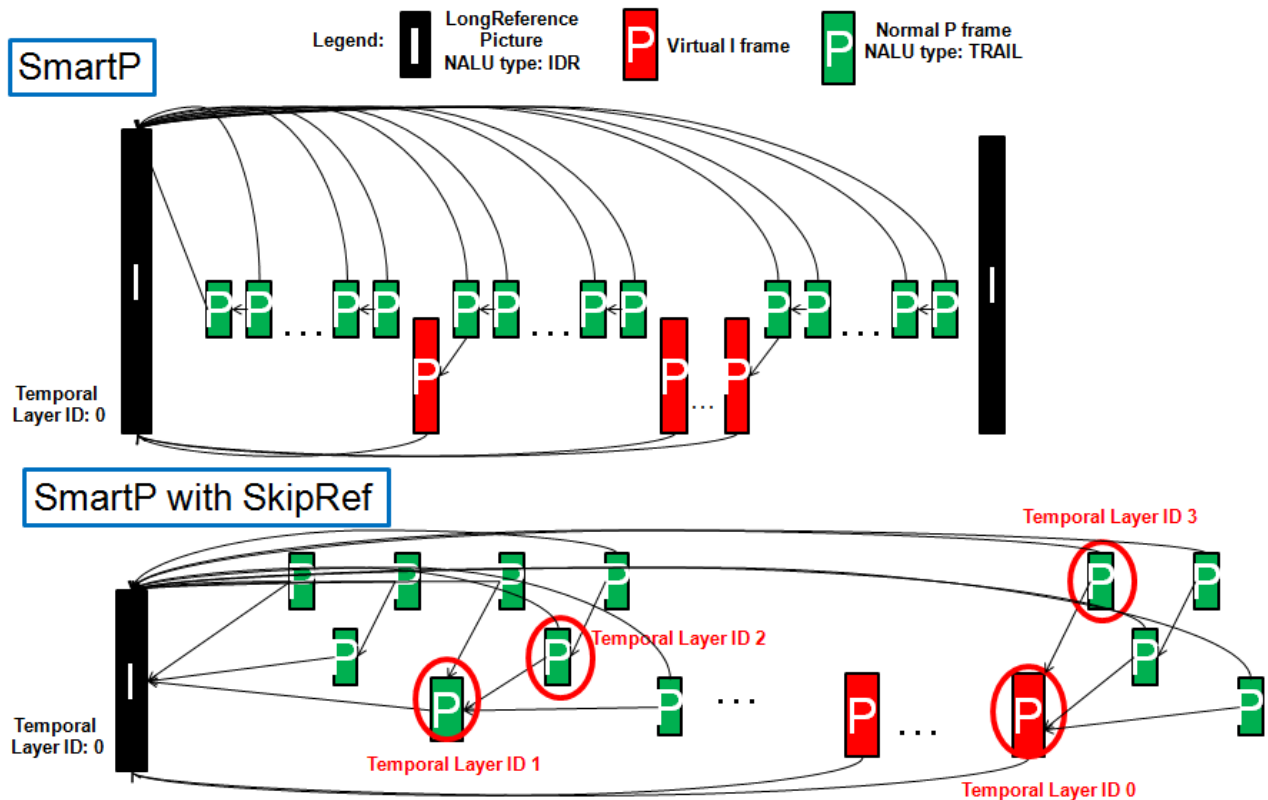 SmartP
Legend:
I
LongReference
Picture
NALU type: IDR
P
Virtual I frame
P
Normal P frame
NALU type: TRAIL
I
P P ... P P P P ... P P P P ... P P
I
P P ... P
...
Temporal
Layer ID: 0
SmartP with SkipRef
Temporal Layer ID 3
P P P P P P
I
P P Temporal Layer ID 2 P
P P ... P ... P P
Temporal
Layer ID: 0
Temporal Layer ID 1
Temporal Layer ID 0